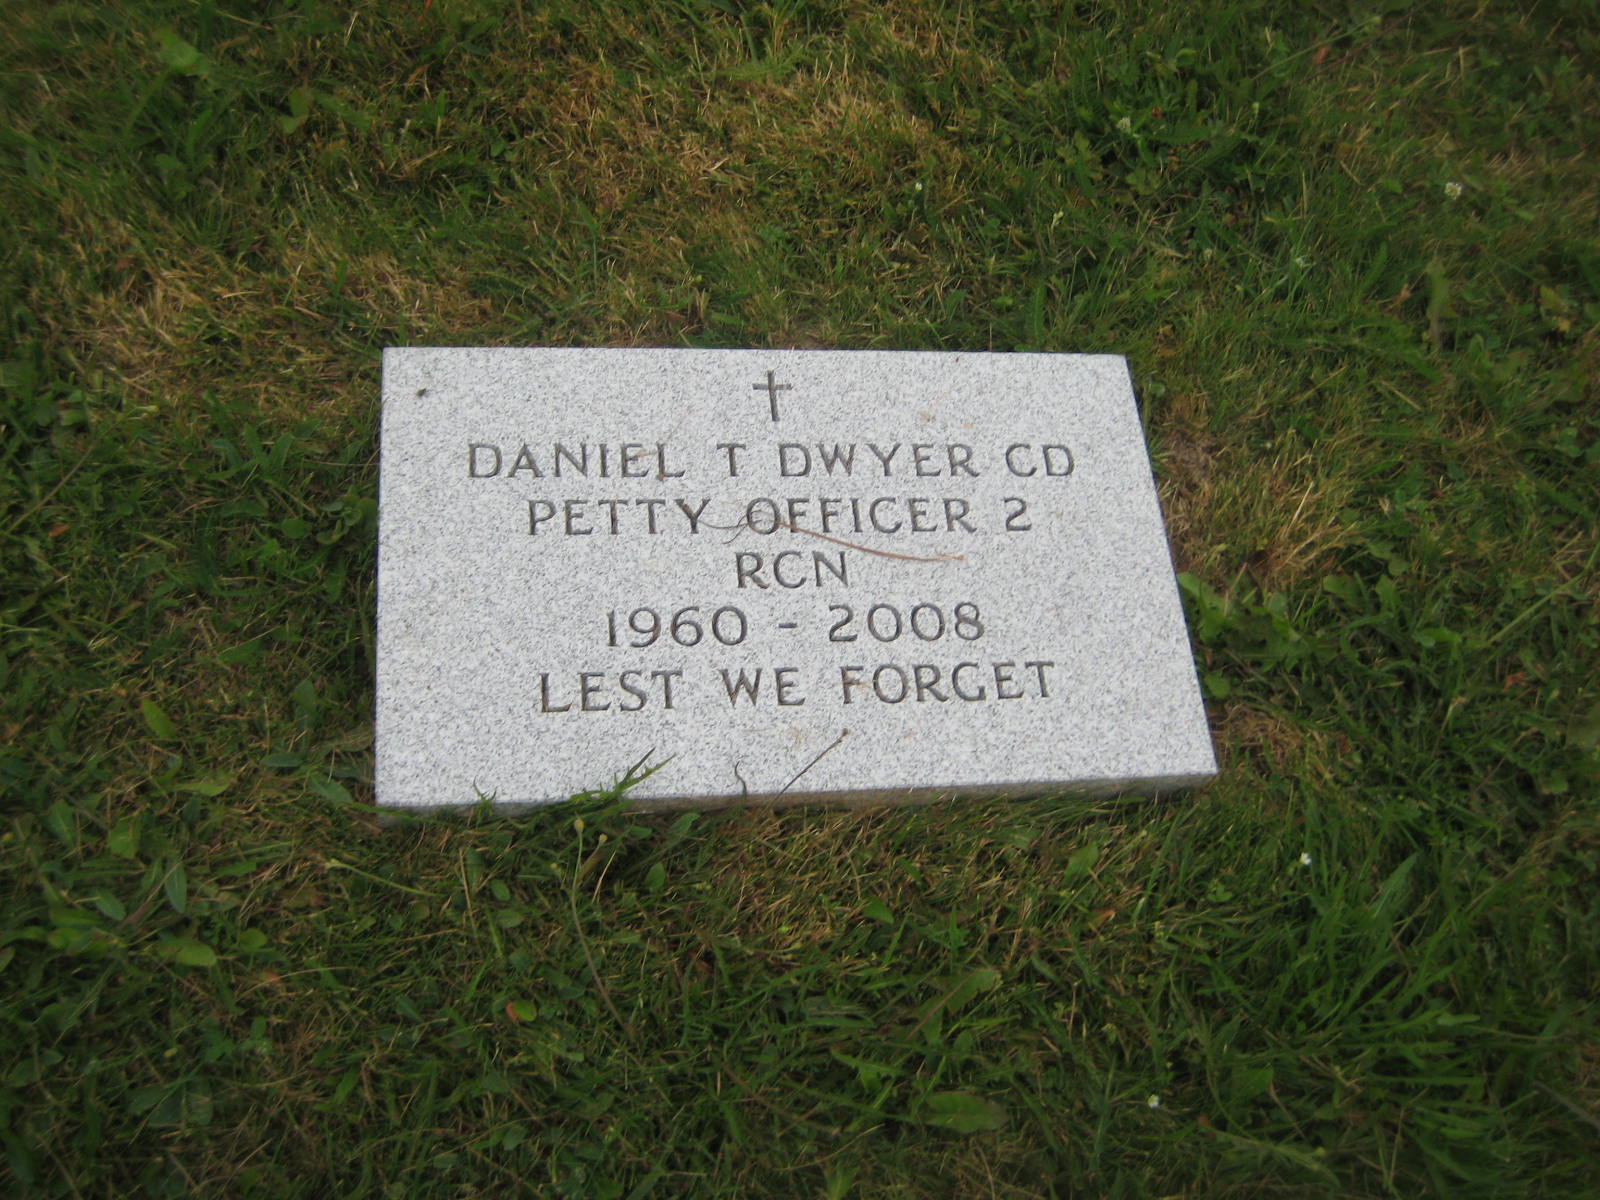 DANIEL T DWYER CD
PETTY OFFICER 2
RCN
1960 - 2008
LEST WE FORGET